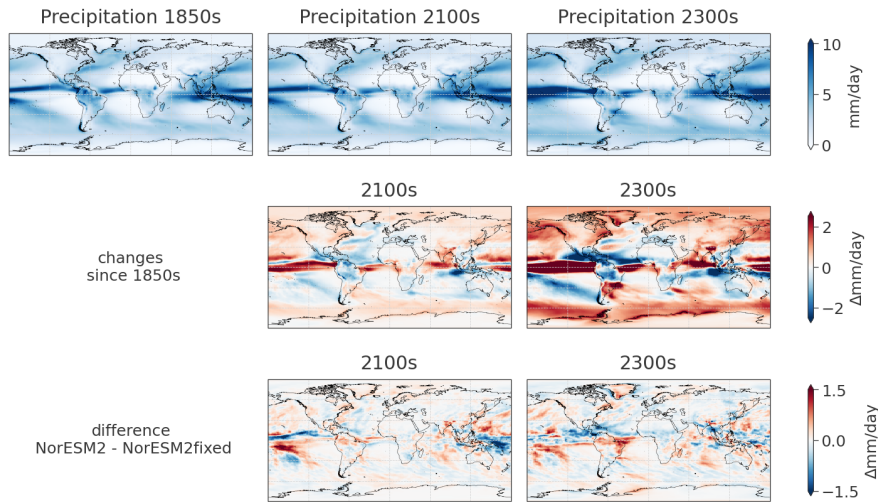 Precipitation 1850s
Precipitation 2100s
Precipitation 2300s
10
5
0
mm/day
2100s
2300s
changes
since 1850s
2
0
−2
Δmm/day
2100s
2300s
difference
NorESM2 - NorESM2fixed
1.5
0.0
−1.5
Δmm/day